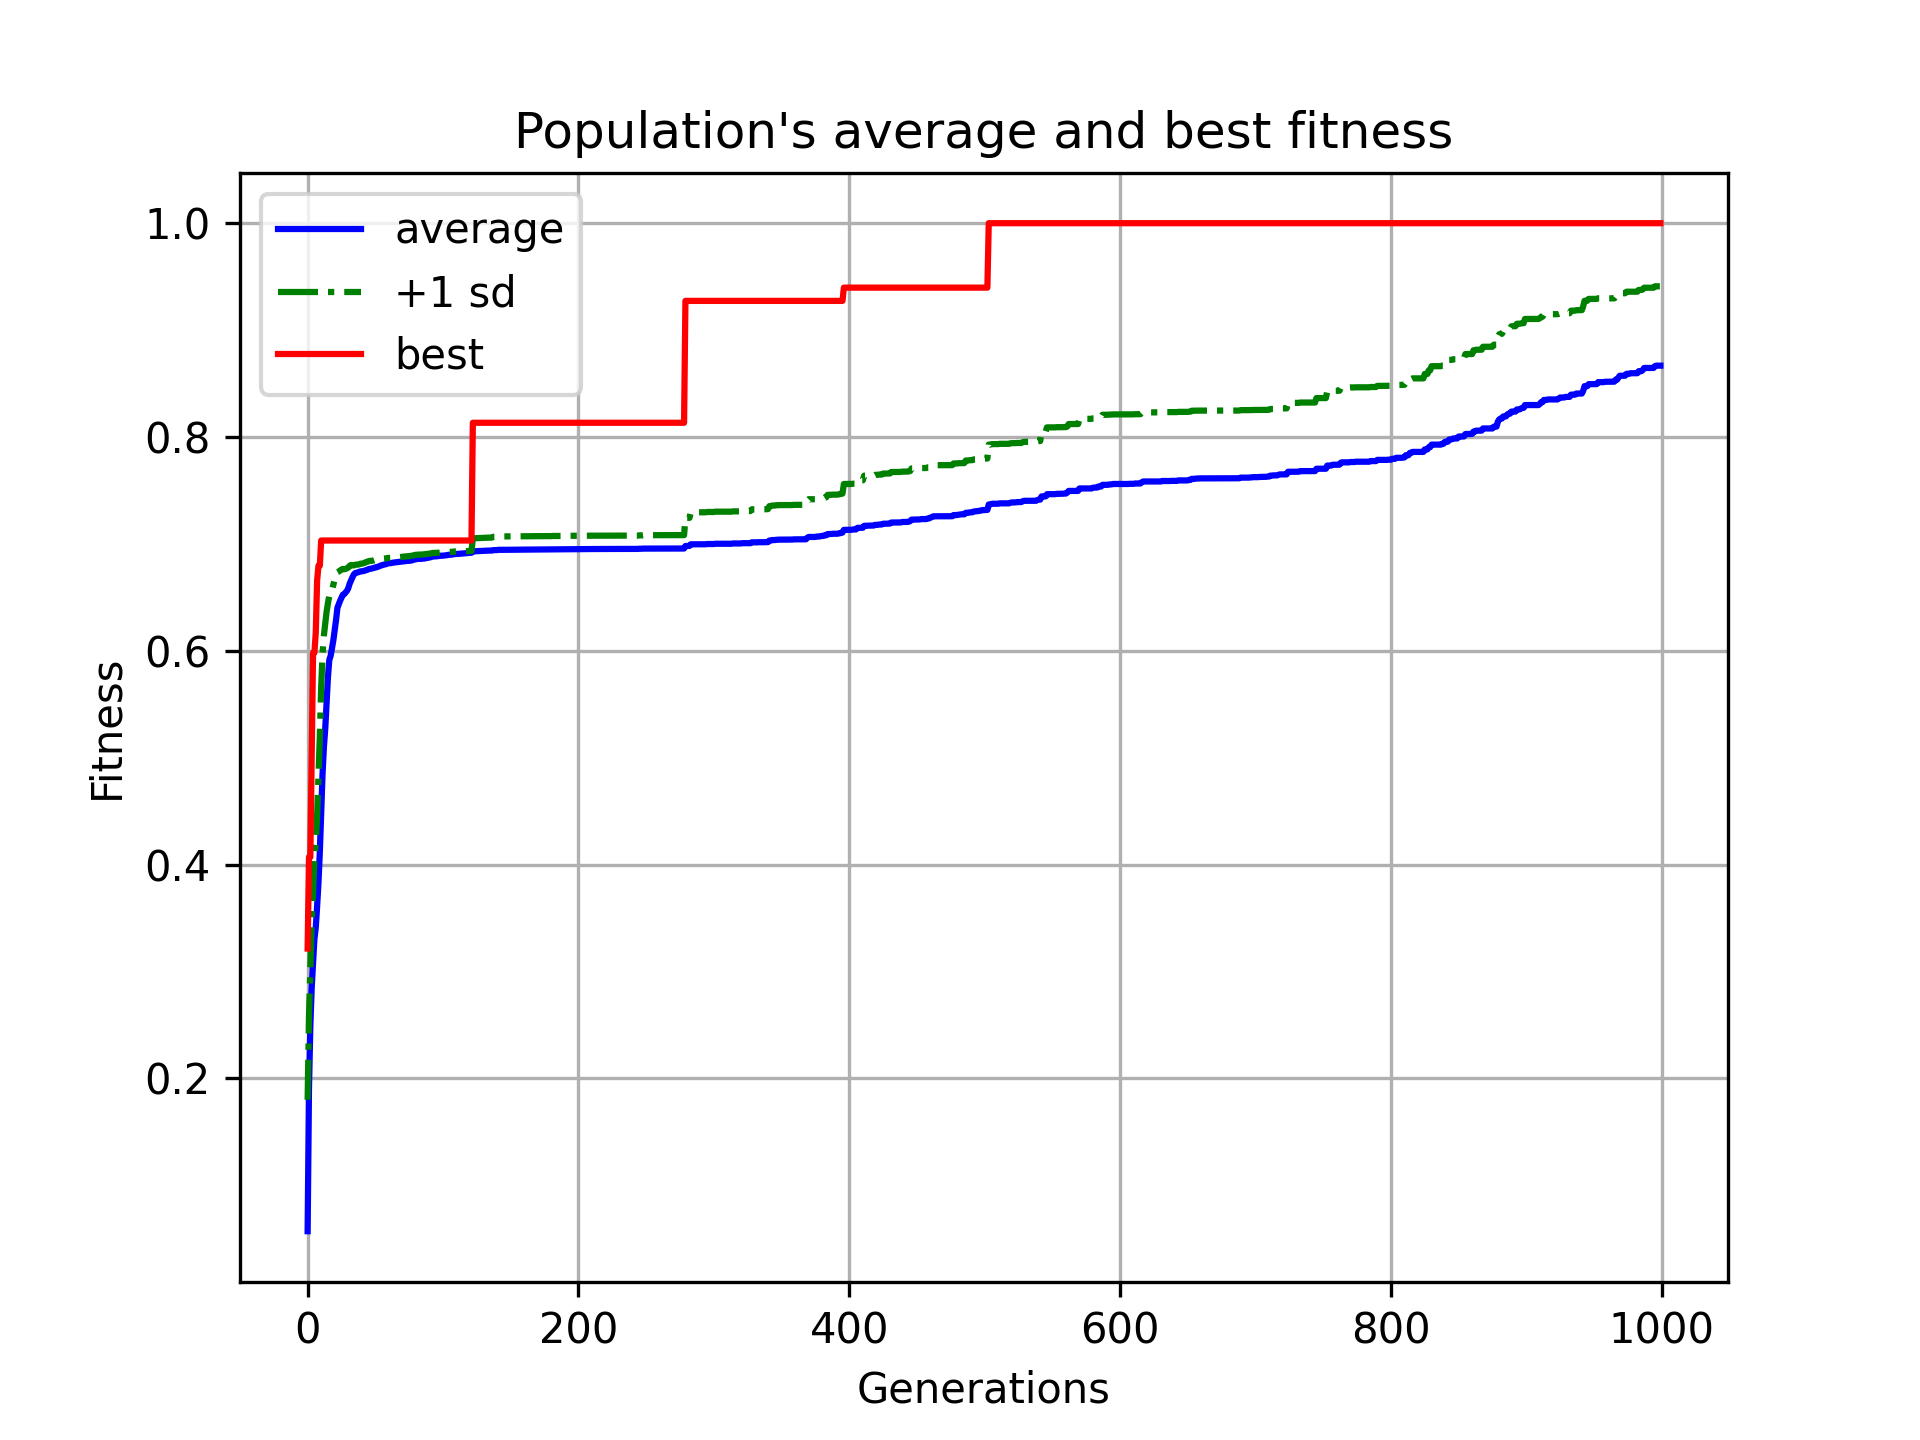 Population's average and best fitness
average
+1 sd
best
1.0
0.8
0.6
0.4
0.2
Fitness
0 200 400 600 800 1000
Generations